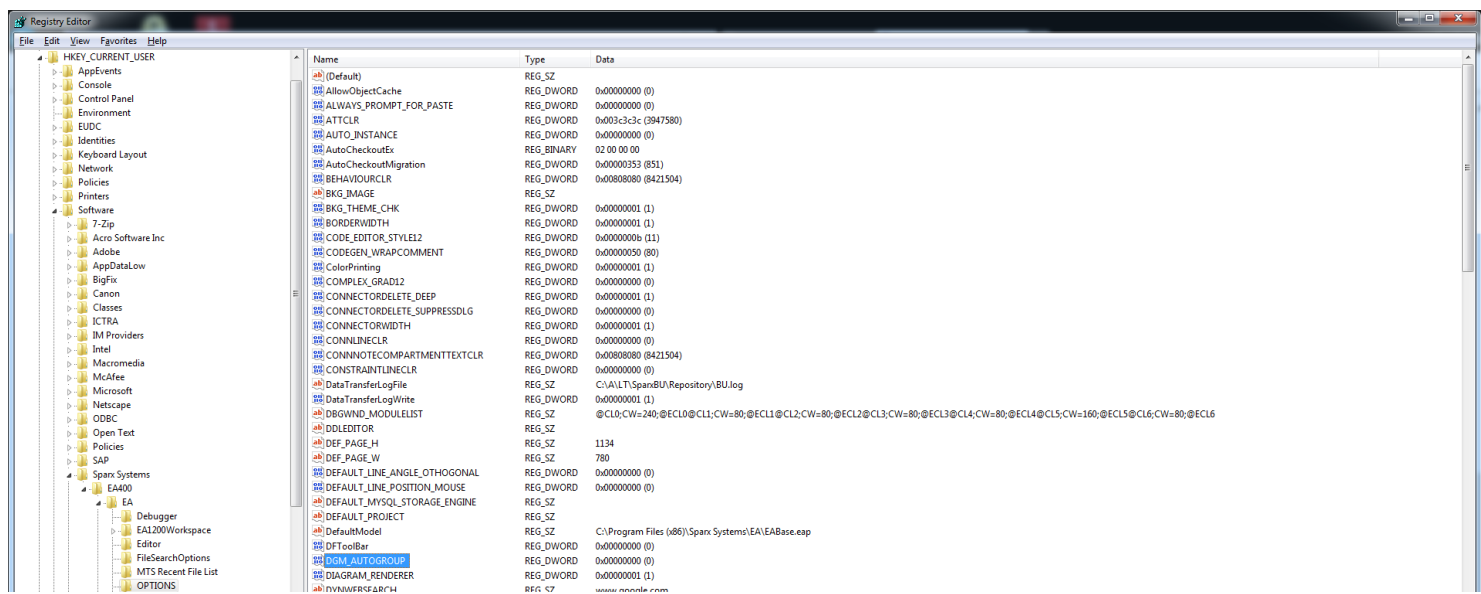 Registry Editor
File Edit View Favorites Help
HKEY_CURRENT_USER
AppEvents
Console
Control Panel
Environment
EUDC
Identities
Keyboard Layout
Network
Policies
Printers
Software
7-Zip
Acro Software Inc
Adobe
AppDataLow
BigFix
Canon
Classes
ICTRA
IM Providers
Intel
Macromedia
McAfee
Microsoft
Netscape
ODBC
Open Text
Policies
SAP
Sparx Systems
EA400
EA
Debugger
EA1200Workspace
Editor
FileSearchOptions
MTS Recent File List
OPTIONS
Name Type Data
(Default) REG_SZ
AllowObjectCache REG_DWORD 0x00000000 (0)
ALWAYS_PROMPT_FOR_PASTE REG_DWORD 0x00000000 (0)
ATTCLR REG_DWORD 0x003c3c3c (3947580)
AUTO_INSTANCE REG_DWORD 0x00000000 (0)
AutoCheckoutEx REG_BINARY 02 00 00 00
AutoCheckoutMigration REG_DWORD 0x00000353 (851)
BEHAVIOURCLR REG_DWORD 0x00808080 (8421504)
BKG_IMAGE REG_SZ
BKG_THEME_CHK REG_DWORD 0x00000001 (1)
BORDERWIDTH REG_DWORD 0x00000001 (1)
CODE_EDITOR_STYLE12 REG_DWORD 0x0000000b (11)
CODEGEN_WRAPCOMMENT REG_DWORD 0x00000050 (80)
ColorPrinting REG_DWORD 0x00000001 (1)
COMPLEX_GRAD12 REG_DWORD 0x00000000 (0)
CONNECTORDELETE_DEEP REG_DWORD 0x00000001 (1)
CONNECTORDELETE_SUPPRESSDLG REG_DWORD 0x00000000 (0)
CONNECTORWIDTH REG_DWORD 0x00000001 (1)
CONNLINECLR REG_DWORD 0x00000000 (0)
CONNNOTECOMPARTMENTTEXTCLR REG_DWORD 0x00808080 (8421504)
CONSTRAINTLINECLR REG_DWORD 0x00000000 (0)
DataTransferLogFile REG_SZ C:\A\LT\SparxBU\Repository\BU.log
DataTransferLogWrite REG_DWORD 0x00000001 (1)
DBGWND_MODULELIST REG_SZ @CL0;CW=240;@ECL0@CL1;CW=80;@ECL1@CL2;CW=80;@ECL2@CL3;CW=80;@ECL3@CL4;CW=80;@ECL4@CL5;CW=160;@ECL5@CL6;CW=80;@ECL6
DDLEDITOR REG_SZ
DEF_PAGE_H REG_SZ 1134
DEF_PAGE_W REG_SZ 780
DEFAULT_LINE_ANGLE_OTHOGONAL REG_DWORD 0x00000000 (0)
DEFAULT_LINE_POSITION_MOUSE REG_DWORD 0x00000000 (0)
DEFAULT_MYSQL_STORAGE_ENGINE REG_SZ
DEFAULT_PROJECT REG_SZ
DefaultModel REG_SZ C:\Program Files (x86)\Sparx Systems\EA\EABase.eap
DFToolBar REG_DWORD 0x00000000 (0)
DGM_AUTOGROUP REG_DWORD 0x00000000 (0)
DIAGRAM_RENDERER REG_DWORD 0x00000001 (1)
DYNWEBSEARCH REG_SZ www.google.com